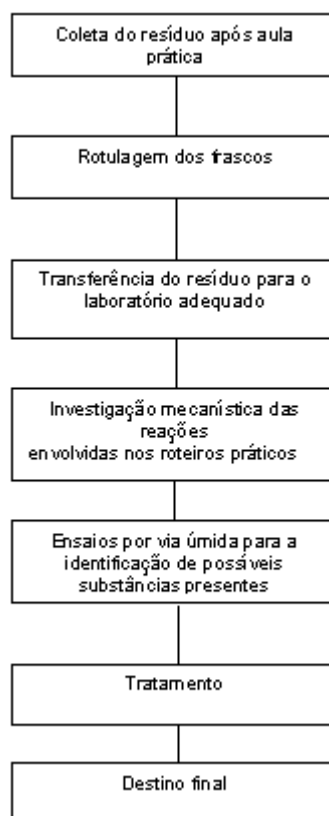 Coleta do resíduo após aula
prática
Rotulagem dos frascos
Transferência do resíduo para o
laboratório adequado
Investigação mecanística das
reações
envolvidas nos roteiros práticos
Ensaios por via úmida para a
identificação de possíveis
substâncias presentes
Tratamento
Destino final